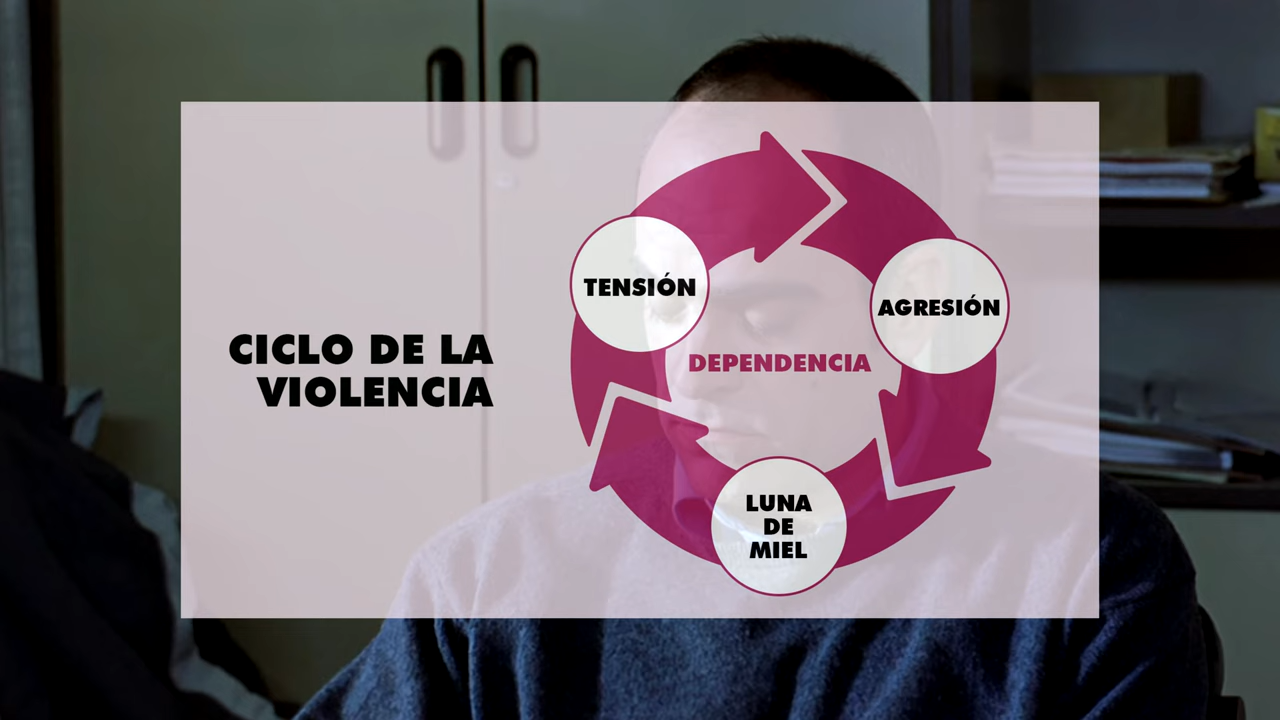 CICLO DE LA
VIOLENCIA
TENSIÓN
AGRESIÓN
DEPENDENCIA
LUNA
DE
MIEL